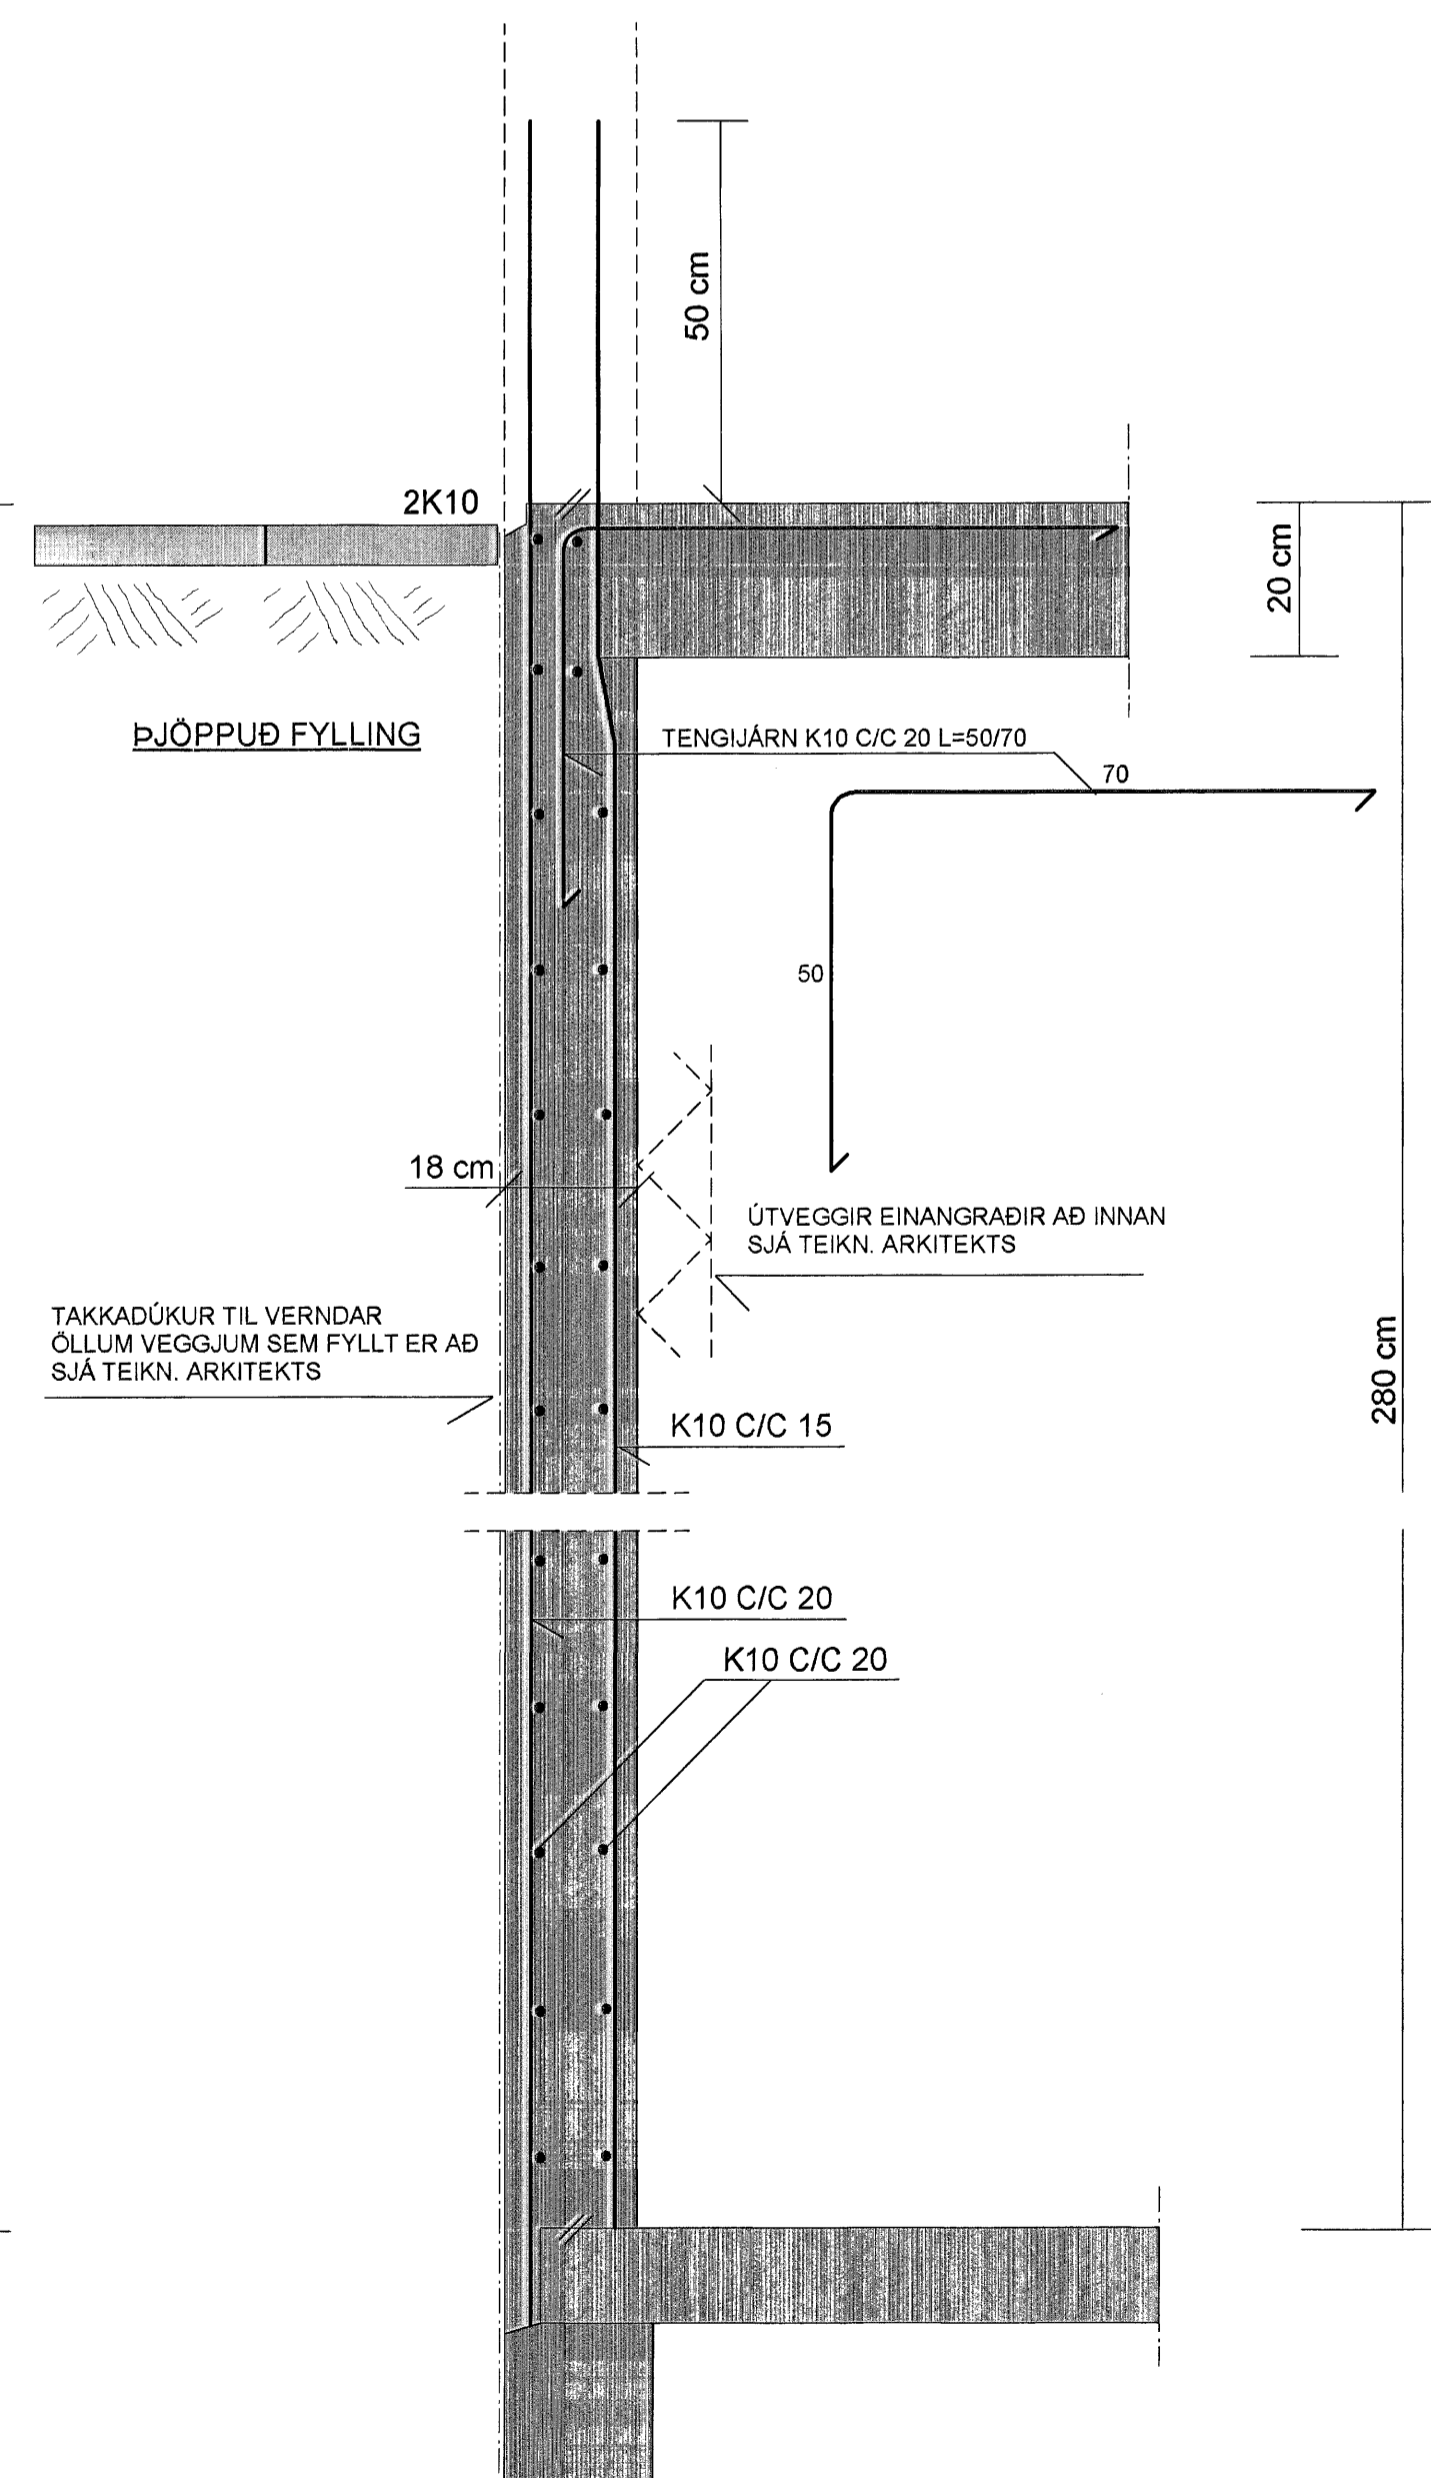 50 cm
2K10
20 cm
ÞJÖPPUÐ FYLLING
TENGIJÁRN K10 C/C 20 L=50/70
70
50
18 cm
ÚTVEGGIR EINANGRAÐIR AÐ INNAN
SJÁ TEIKN. ARKITEKTS
TAKKADÚKUR TIL VERNDAR
ÖLLUM VEGGJUM SEM FYLLT ER AÐ
SJÁ TEIKN. ARKITEKTS
280 cm
K10 C/C 15
K10 C/C 20
K10 C/C 20